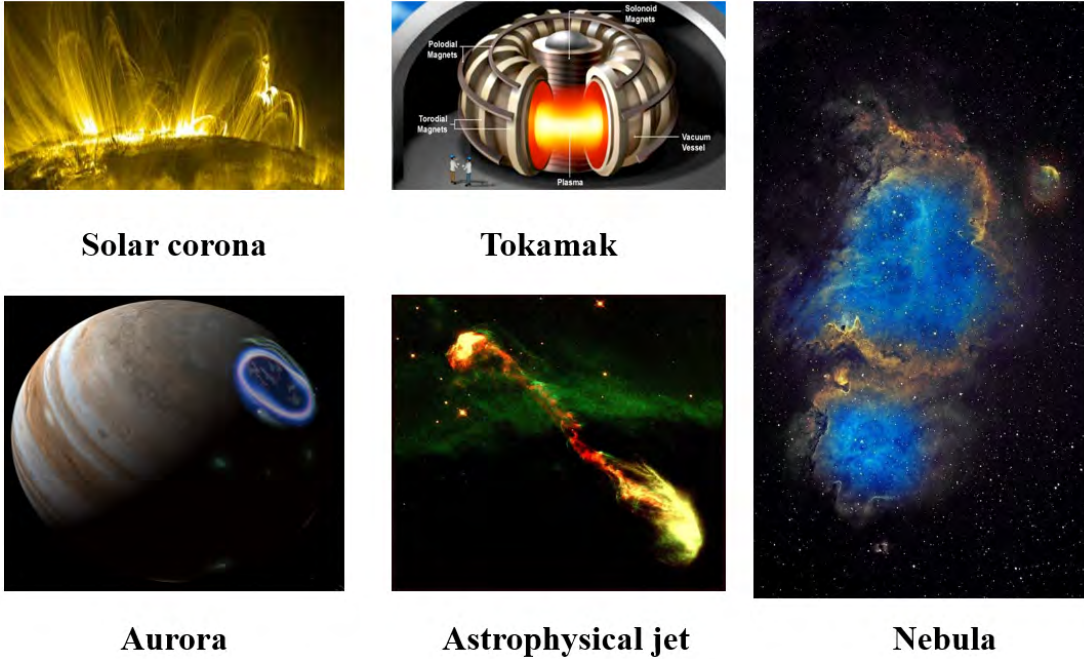 Solonoid
Magnets
Polodial
Magnets
Torodial
Magnets
Vacuum
Vessel
Plasma
Solar corona
Tokamak
Aurora
Astrophysical jet
Nebula